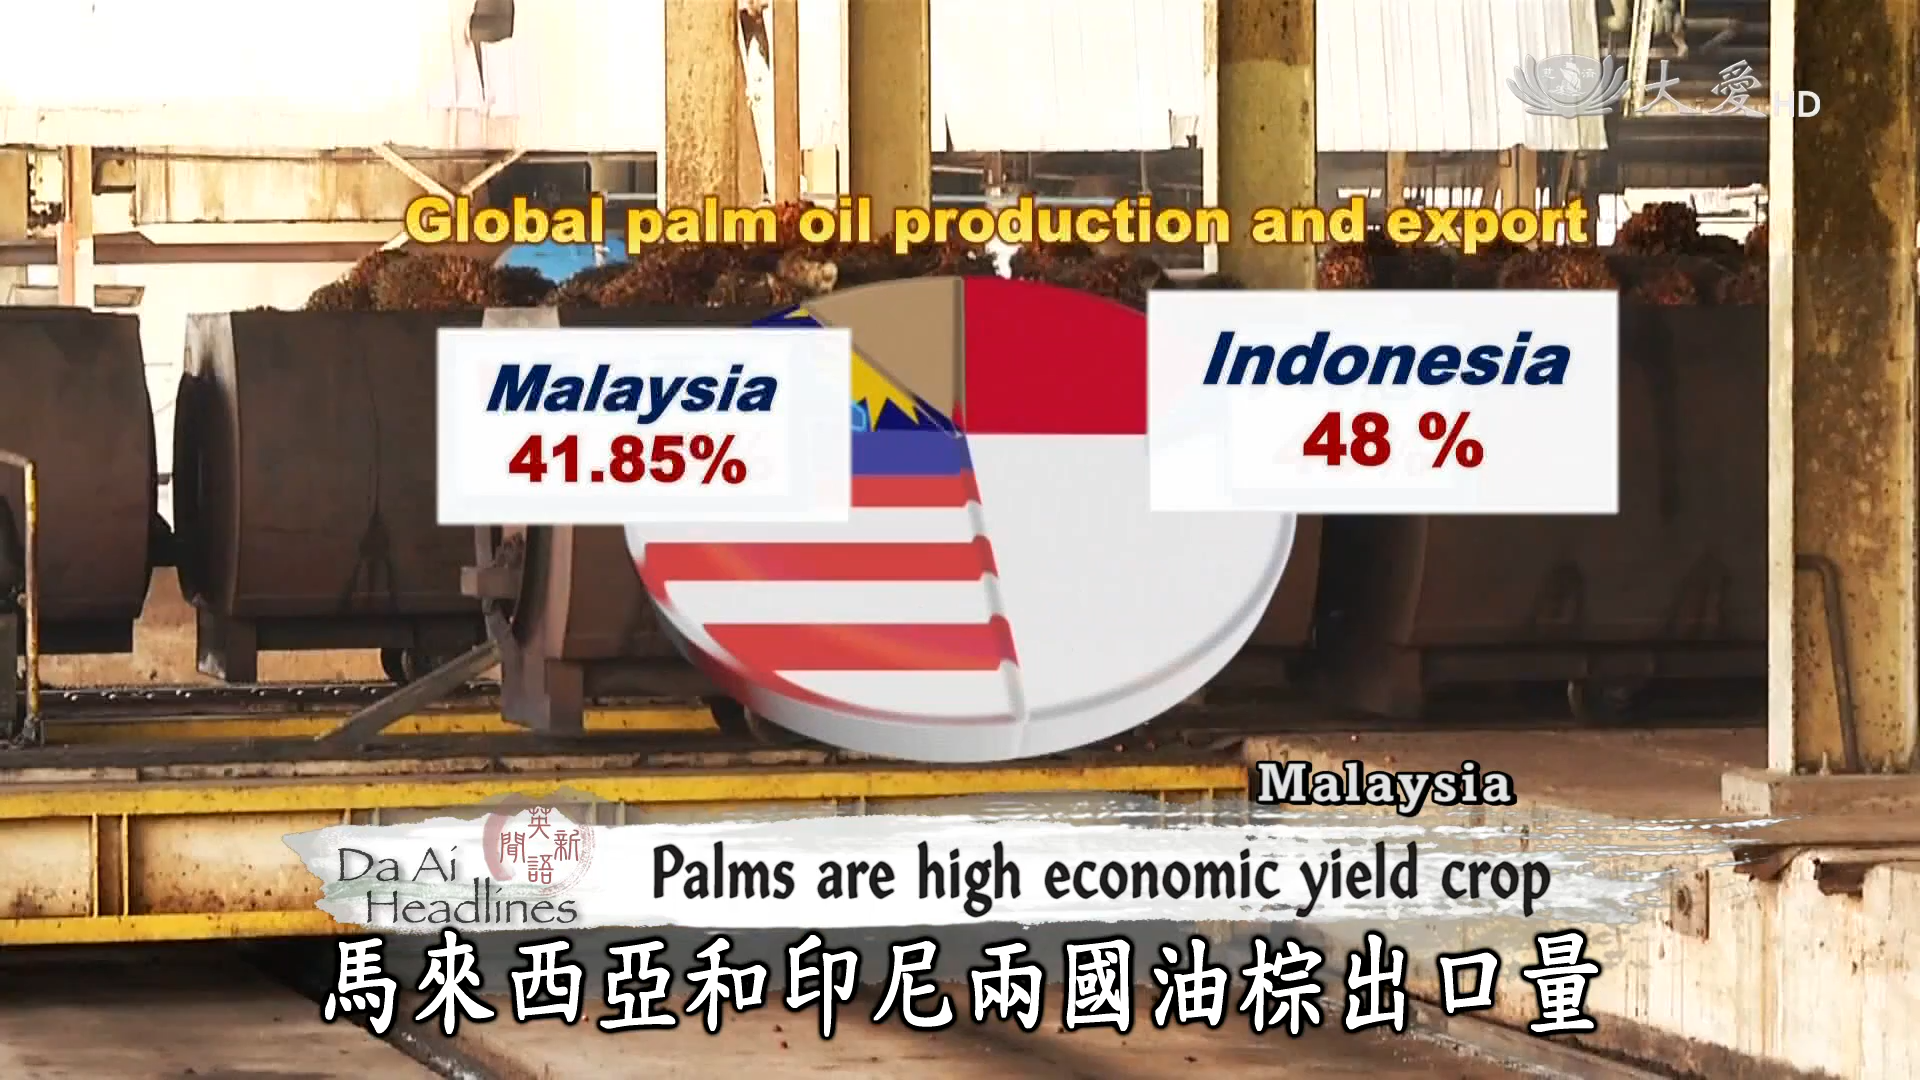 大愛 HD
Global palm oil production and export
Malaysia
41.85%
Indonesia
48 %
Malaysia
Da Ai
Headlines
英語新聞
Palms are high economic yield crop
馬來西亞和印尼兩國油棕出口量